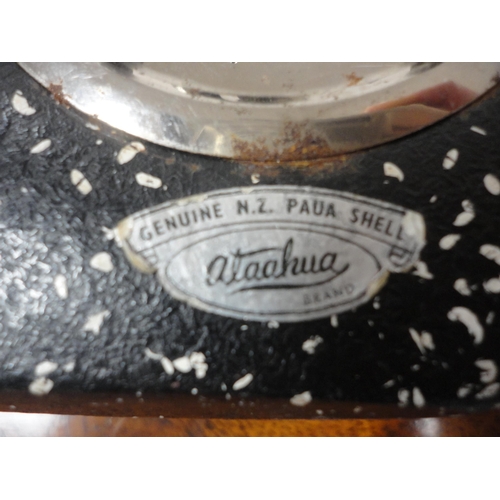 GENUINE N.Z. PAUA SHELL
Ataahua
BRAND